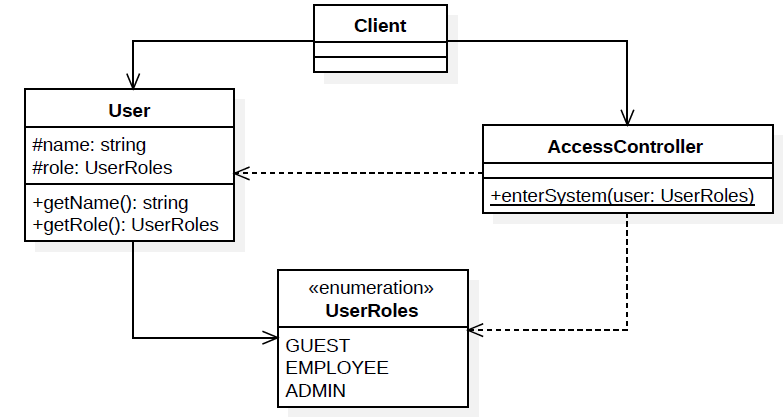 Client
User
#name: string
#role: UserRoles
+getName(): string
+getRole(): UserRoles
AccessController
+enterSystem(user: UserRoles)
«enumeration»
UserRoles
GUEST
EMPLOYEE
ADMIN